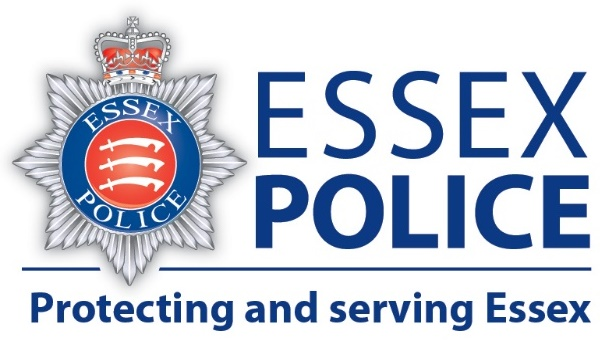 ESSEX
POLICE
ESSEX
POLICE
Protecting and serving Essex